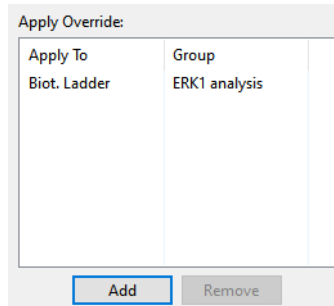 Apply Override:
Apply To Group
Biot. Ladder ERK1 analysis
Add Remove